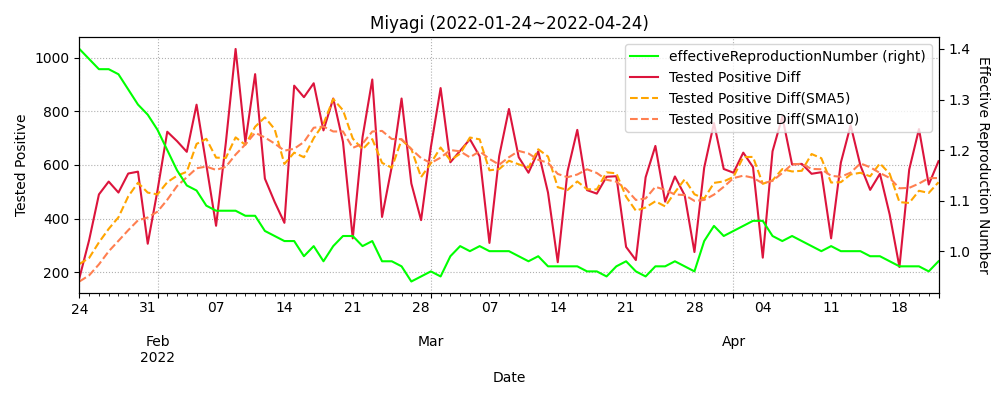 Miyagi (2022-01-24~2022-04-24)
effectiveReproductionNumber (right)
Tested Positive Diff
Tested Positive Diff(SMA5)
Tested Positive Diff(SMA10)
Tested Positive
1000
800
600
400
200
1.4
1.3
1.2
1.1
1.0
Effective Reproduction Number
24 31 07 14 21 28 07 14 21 28 04 11 18
Feb Mar Apr
2022
Date